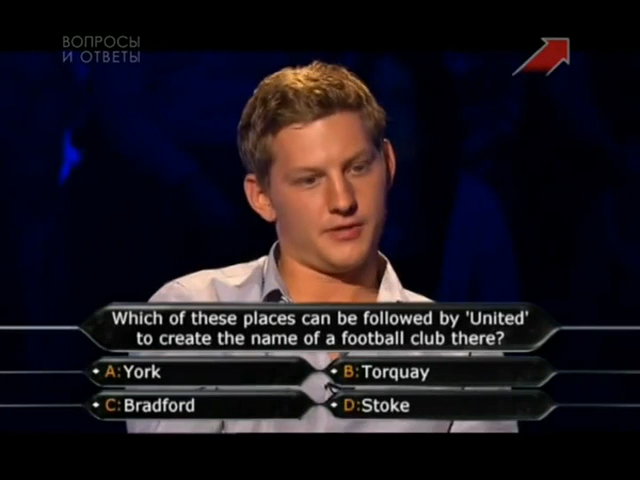 ВОПРОСЫ
И ОТВЕТЫ
Which of these places can be followed by 'United'
to create the name of a football club there?
A: York
B: Torquay
C: Bradford
D: Stoke